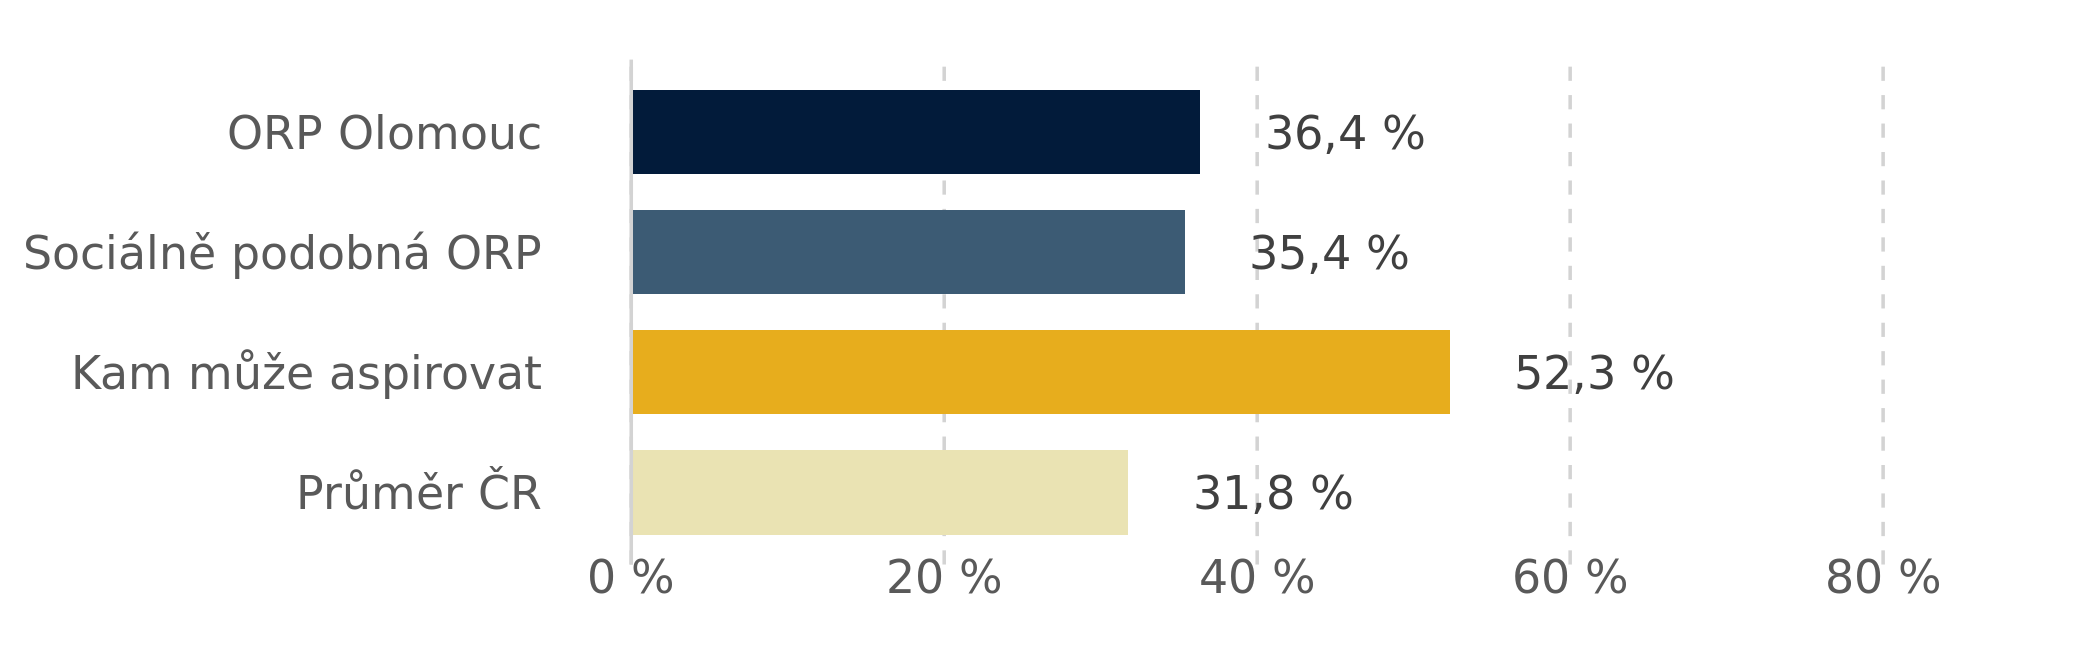 ORP Olomouc 36,4 %
Sociálně podobná ORP 35,4 %
Kam může aspirovat 52,3 %
Průměr ČR 31,8 %
0 % 20 % 40 % 60 % 80 %